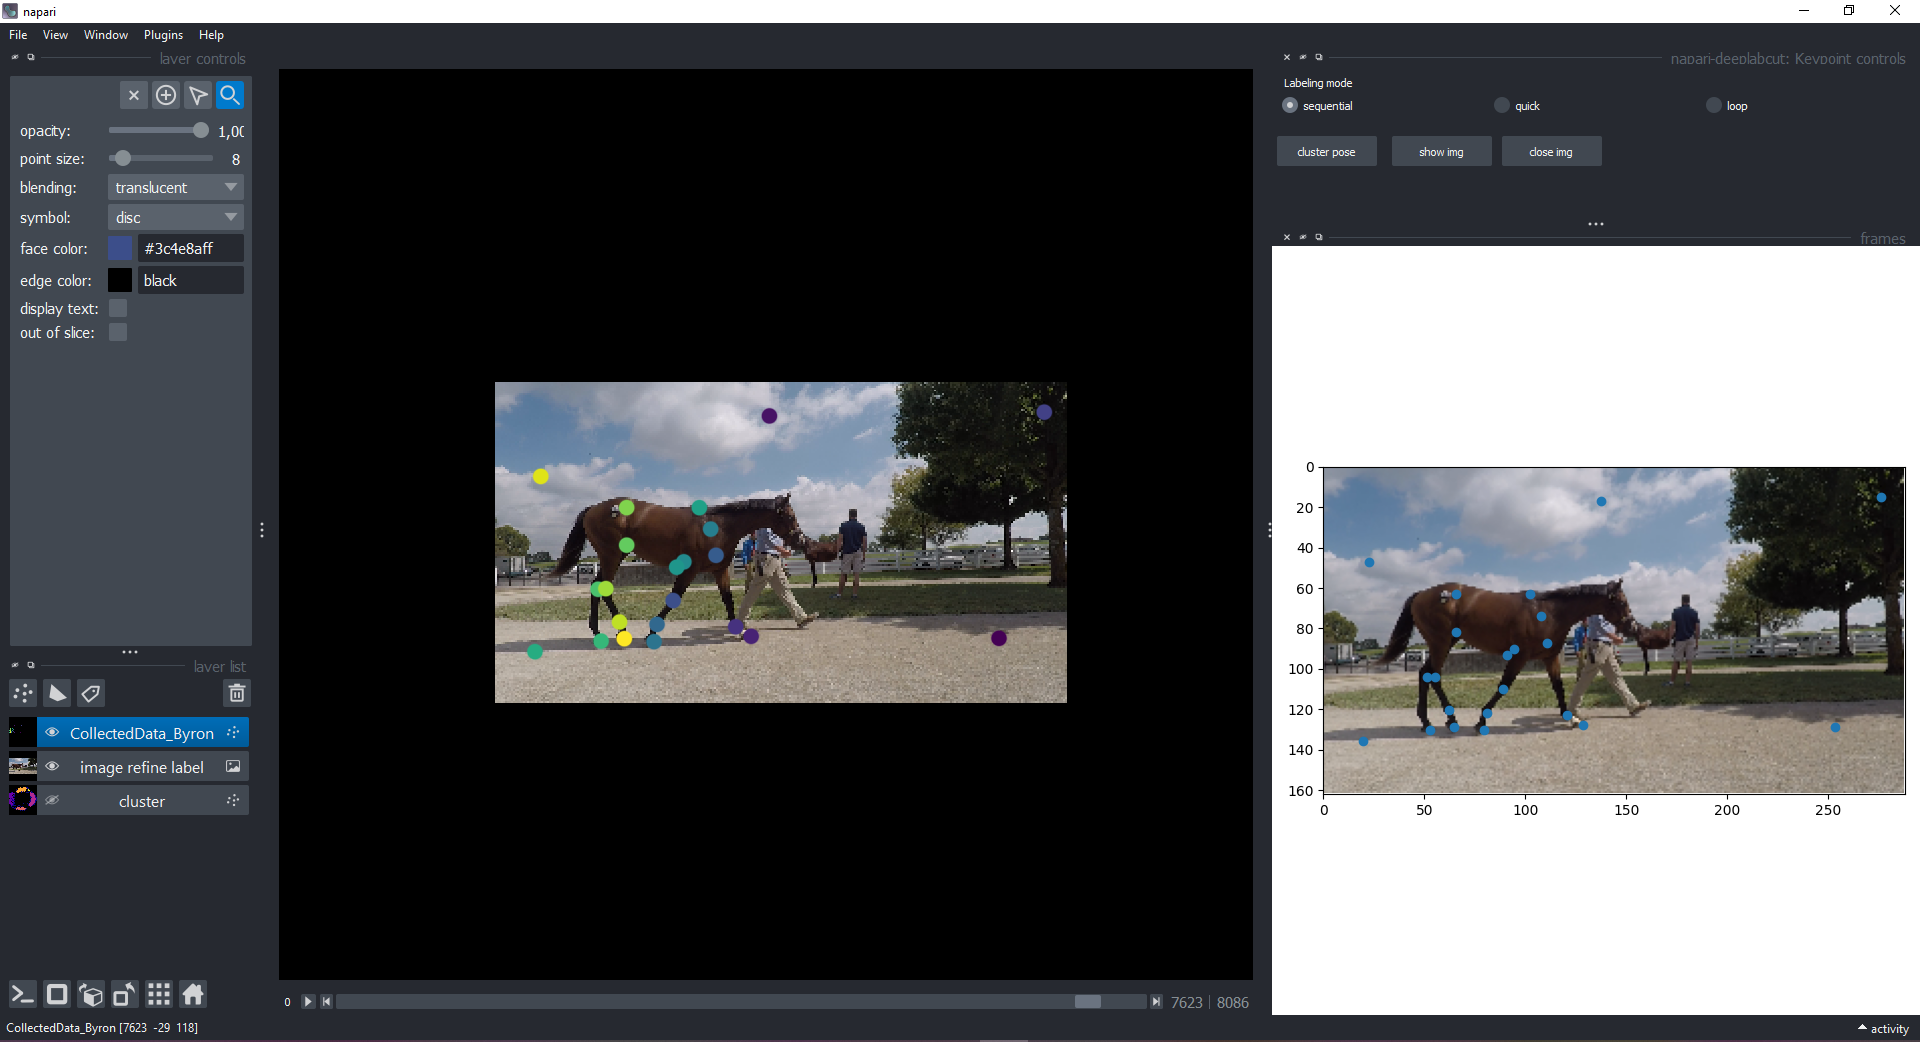 napari
File View Window Plugins Help
layer controls
opacity: 1,00
point size: 8
blending: translucent
symbol: disc
face color: #3c4e8aff
edge color: black
display text:
out of slice:
layer list
CollectedData_Byron
image refine label
cluster
0 7623 8086
CollectedData_Byron [7623 -29 118]
napari-deeplabcut: Keypoint controls
Labeling mode
sequential quick loop
cluster pose show img close img
frames
0
20
40
60
80
100
120
140
160
0 50 100 150 200 250
activity